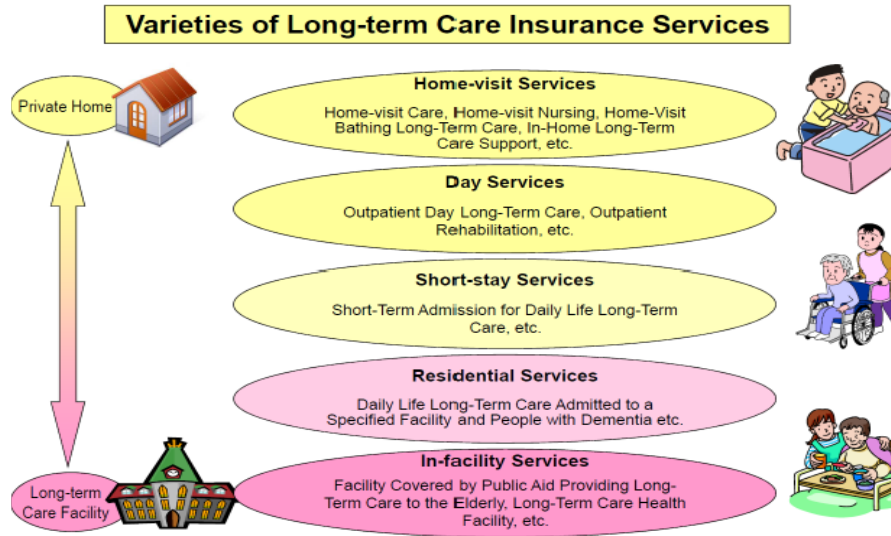 Varieties of Long-term Care Insurance Services
Private Home
Home-visit Services
Home-visit Care, Home-visit Nursing, Home-Visit
Bathing Long-Term Care, In-Home Long-Term
Care Support, etc.
Day Services
Outpatient Day Long-Term Care, Outpatient
Rehabilitation, etc.
Short-stay Services
Short-Term Admission for Daily Life Long-Term
Care, etc.
Residential Services
Daily Life Long-Term Care Admitted to a
Specified Facility and People with Dementia etc.
Long-term
Care Facility
In-facility Services
Facility Covered by Public Aid Providing Long-
Term Care to the Elderly, Long-Term Care Health
Facility, etc.